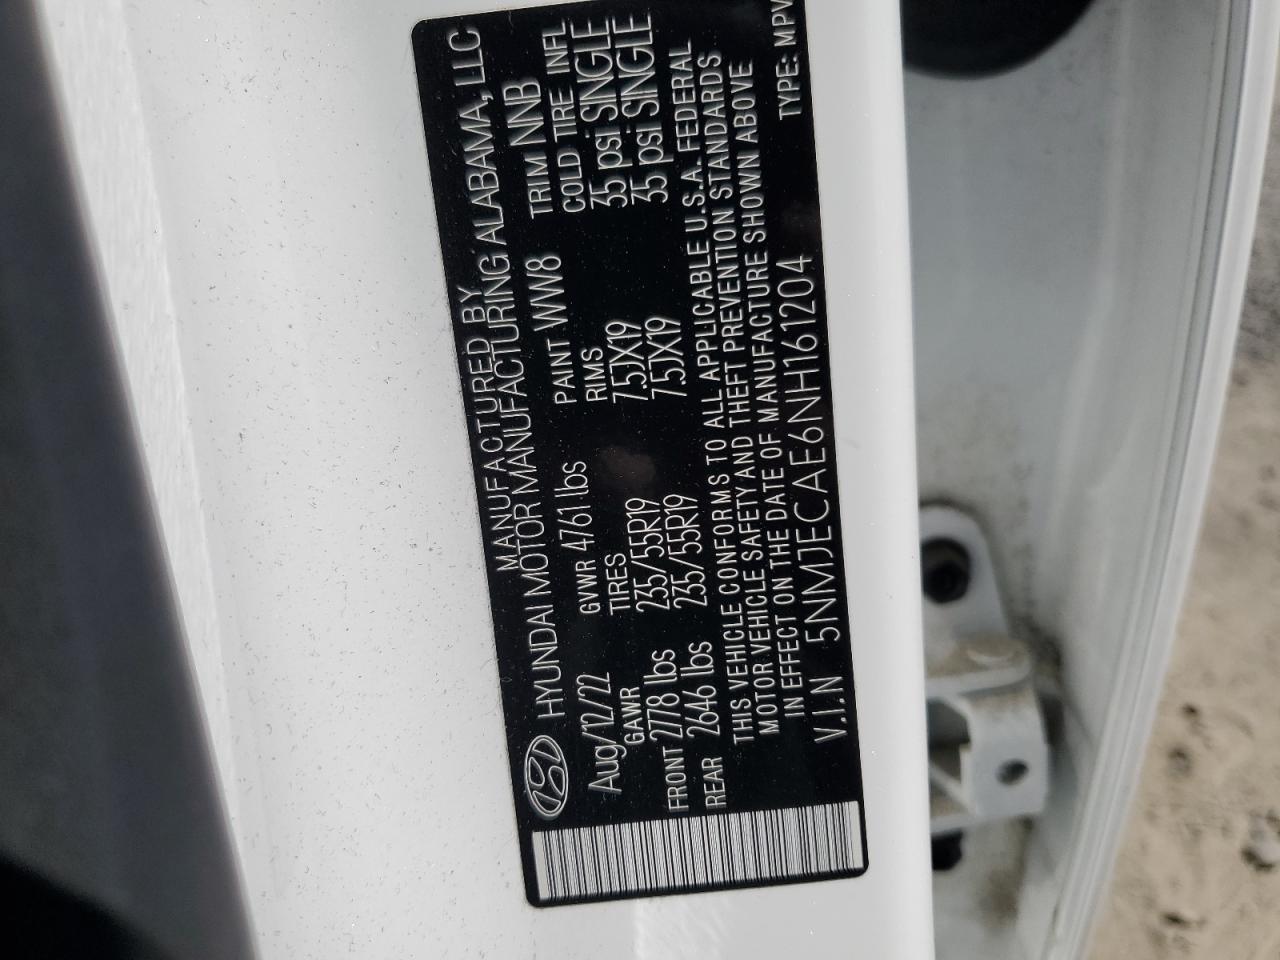 MANUFACTURED BY
HYUNDAI MOTOR MANUFACTURING ALABAMA, LLC
Aug/12/22 GVWR 4761 lbs PAINT WW8 TRIM NNB
GAWR TIRES RIMS COLD TIRE INFL
FRONT 2778 lbs 235/55R19 7.5JX19 35 psi SINGLE
REAR 2646 lbs 235/55R19 7.5JX19 35 psi SINGLE
THIS VEHICLE CONFORMS TO ALL APPLICABLE U.S.A. FEDERAL
MOTOR VEHICLE SAFETY AND THEFT PREVENTION STANDARDS
IN EFFECT ON THE DATE OF MANUFACTURE SHOWN ABOVE
V.I.N 5NMJECAE6NH161204 TYPE: MPV